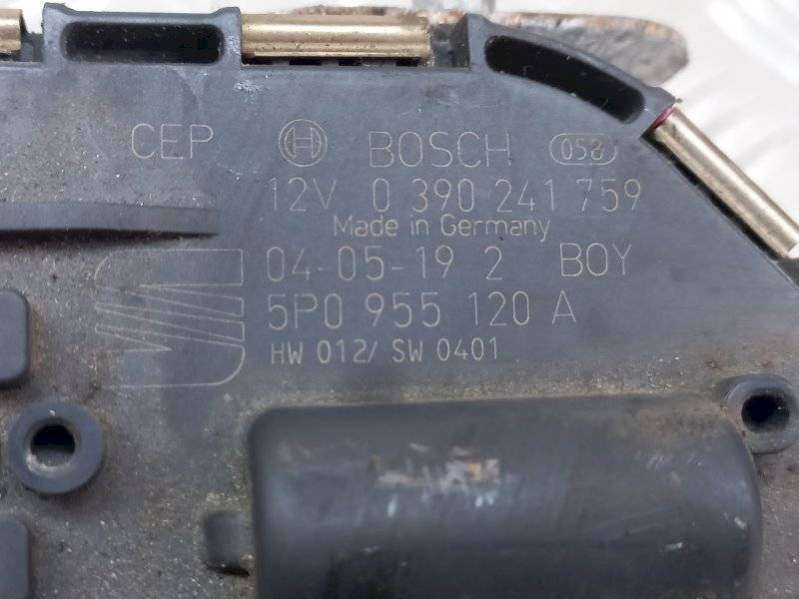 CEP BOSCH 058
12V 0 390 241 759
Made in Germany
04-05-19 2 BOY
5P0 955 120 A
HW 012/ SW 0401